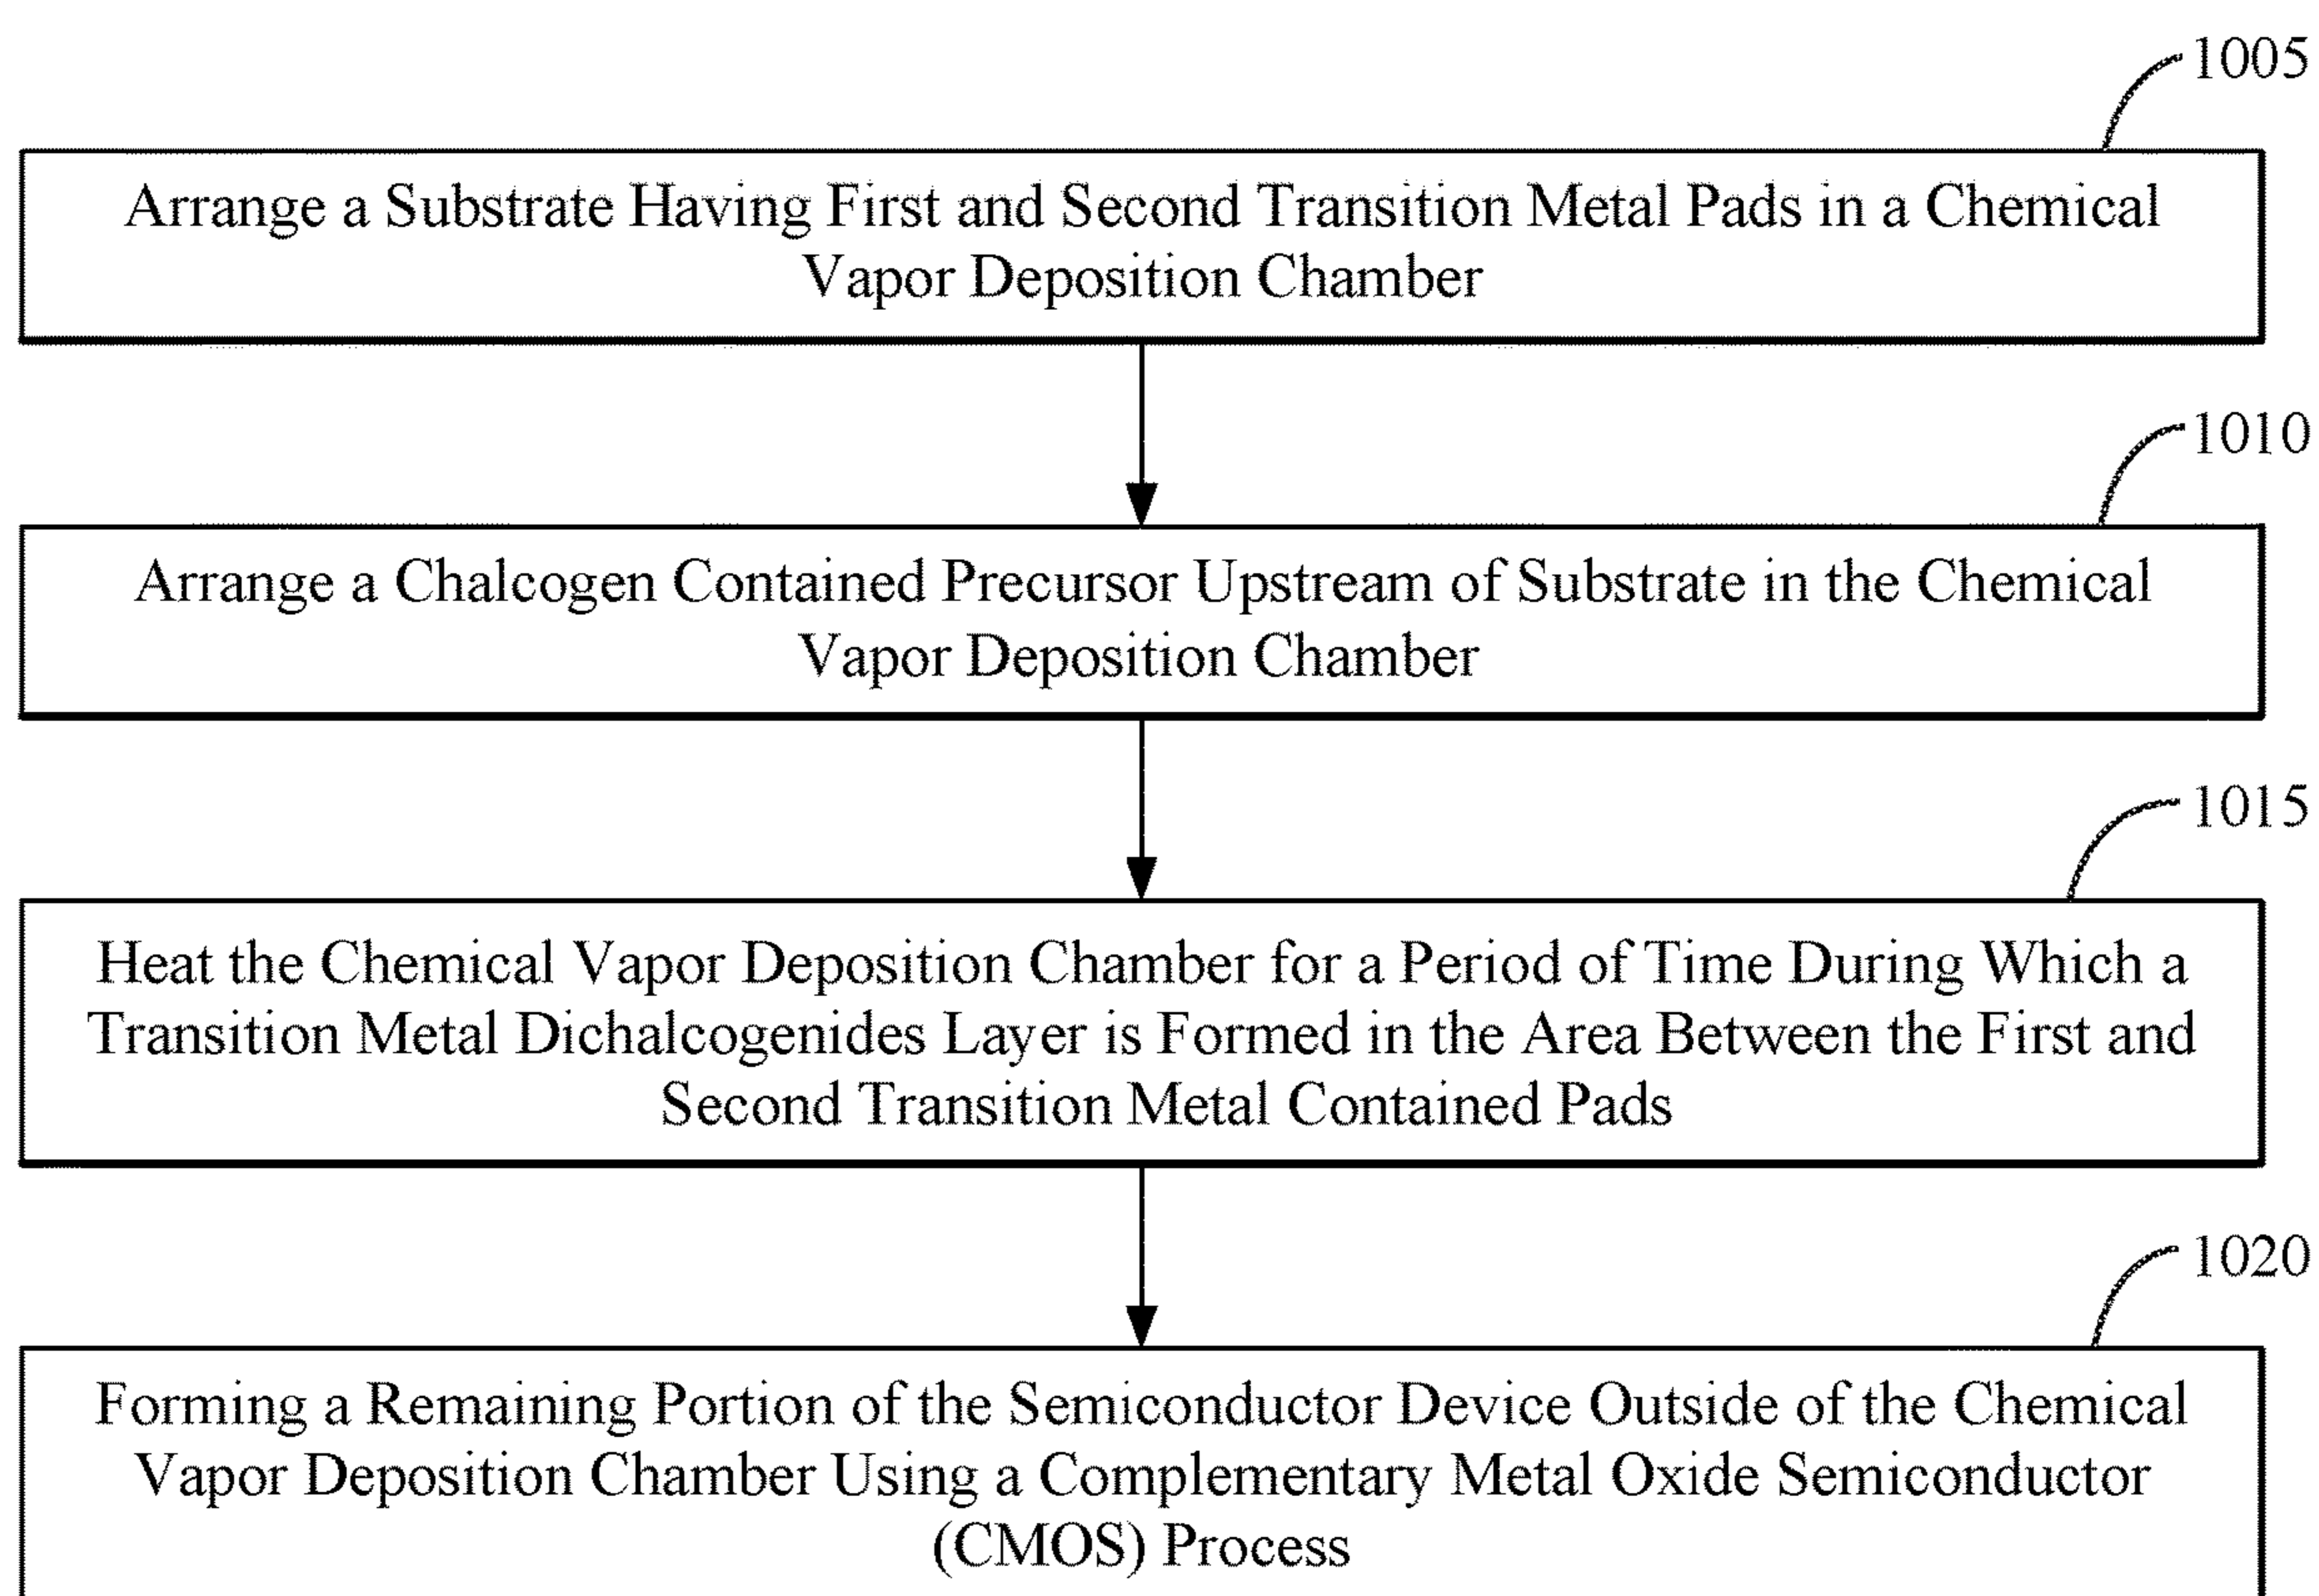 1005
Arrange a Substrate Having First and Second Transition Metal Pads in a Chemical
Vapor Deposition Chamber
1010
Arrange a Chalcogen Contained Precursor Upstream of Substrate in the Chemical
Vapor Deposition Chamber
1015
Heat the Chemical Vapor Deposition Chamber for a Period of Time During Which a
Transition Metal Dichalcogenides Layer is Formed in the Area Between the First and
Second Transition Metal Contained Pads
1020
Forming a Remaining Portion of the Semiconductor Device Outside of the Chemical
Vapor Deposition Chamber Using a Complementary Metal Oxide Semiconductor
(CMOS) Process